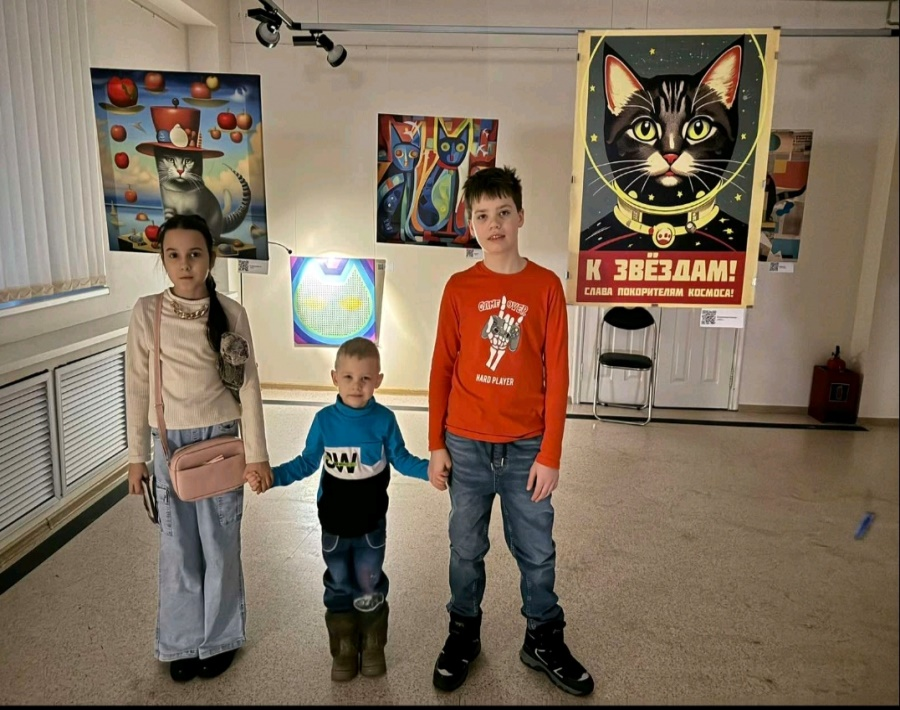 К ЗВЁЗДАМ!
СЛАВА ПОКОРИТЕЛЯМ КОСМОСА!
GAME OVER
HARD PLAYER